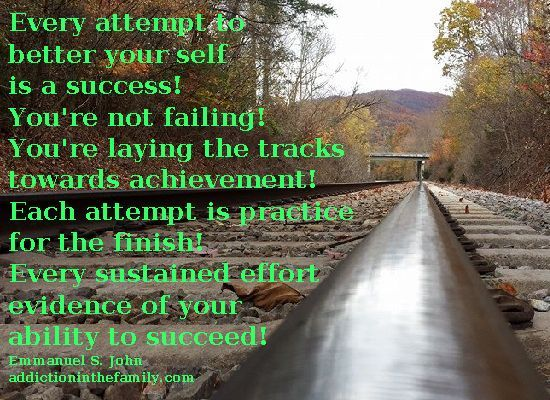 Every attempt to
better your self
is a success!
You're not failing!
You're laying the tracks
towards achievement!
Each attempt is practice
for the finish!
Every sustained effort
evidence of your
ability to succeed!
Emmanuel S. John
addictioninthefamily.com